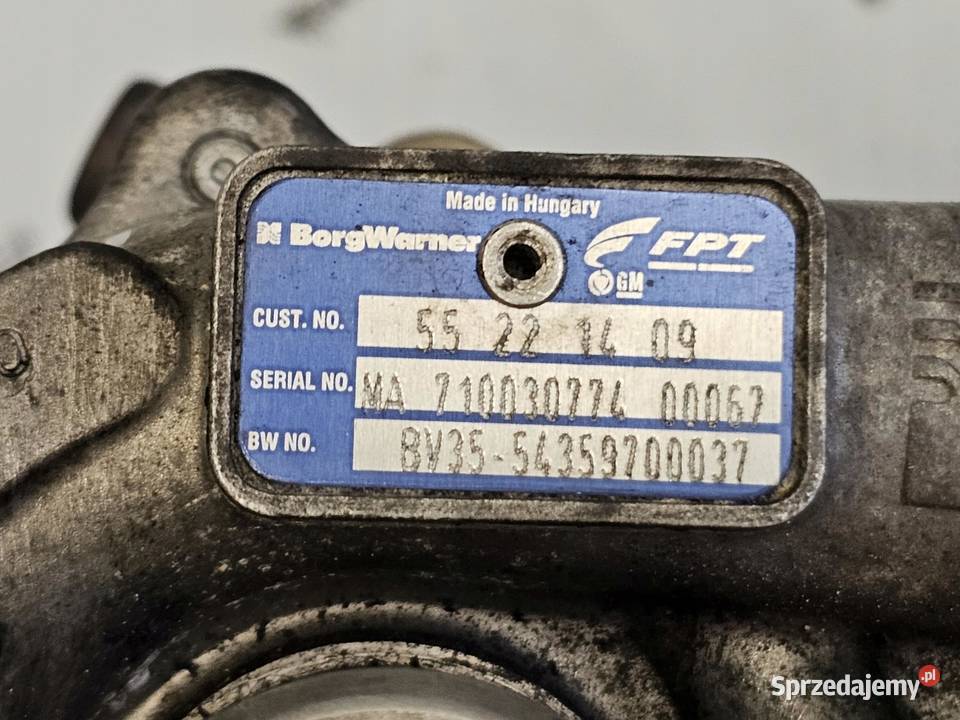 Made in Hungary
BorgWarner
FPT
GM
CUST. NO. 55 22 14 09
SERIAL NO. MA 710030774 00067
BW NO. BV35-54359700037
Sprzedajemy.pl